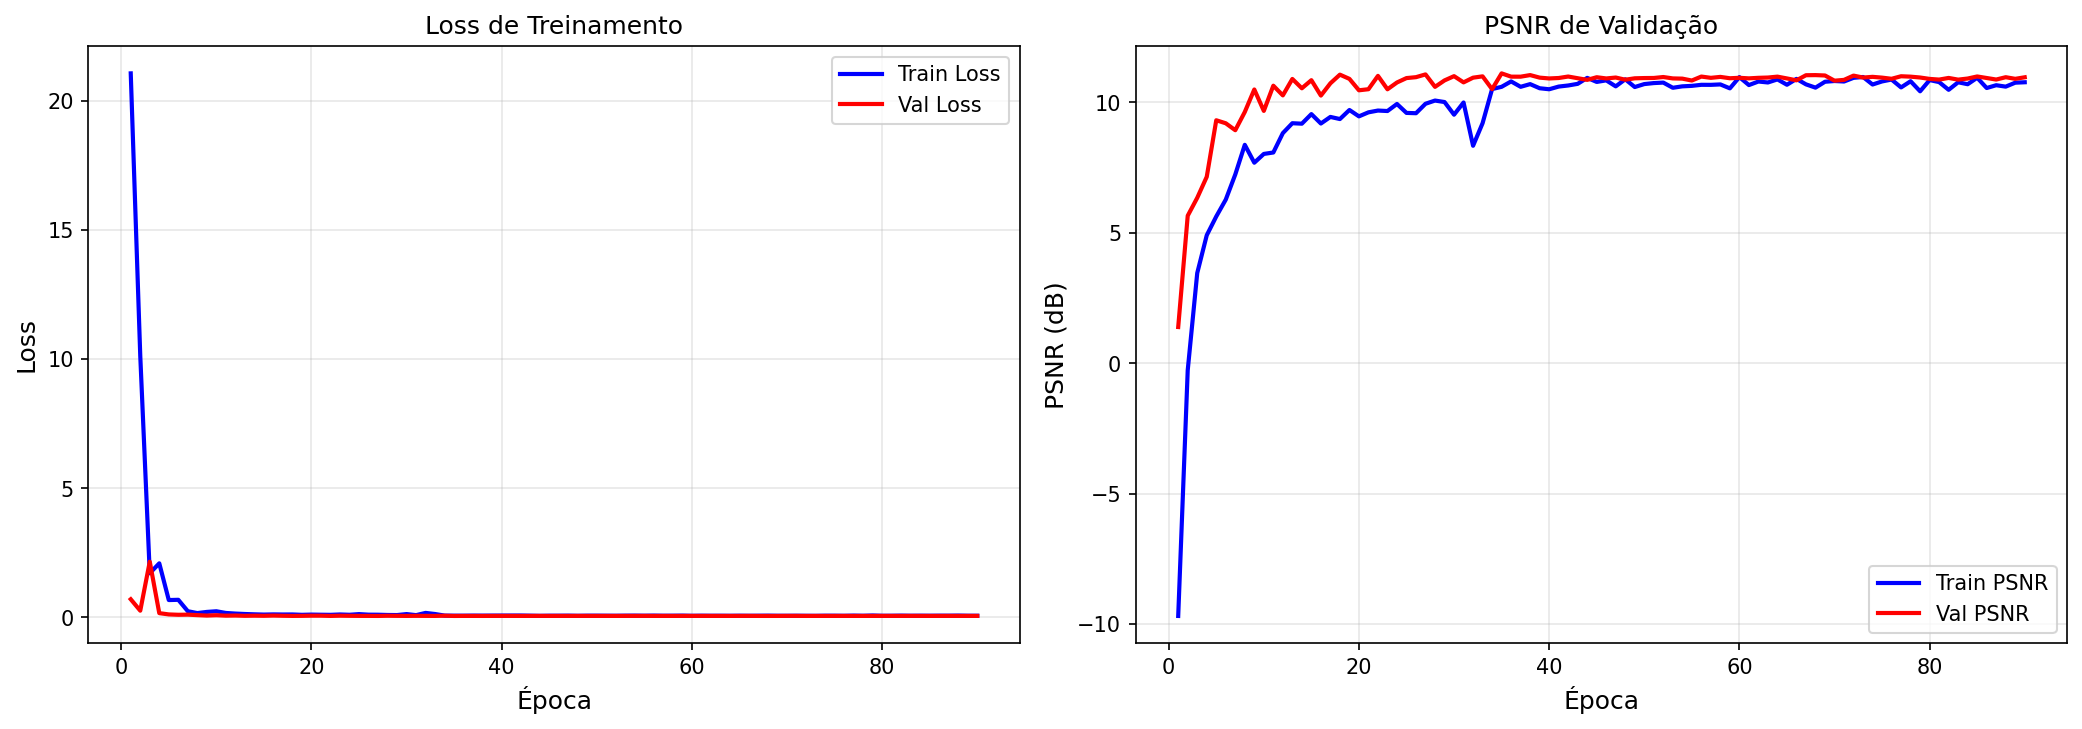 Loss de Treinamento
Train Loss
Val Loss
20
15
10
5
0
Loss
0
20
40
60
80
Época
PSNR de Validação
10
5
0
−5
−10
PSNR (dB)
Train PSNR
Val PSNR
0
20
40
60
80
Época